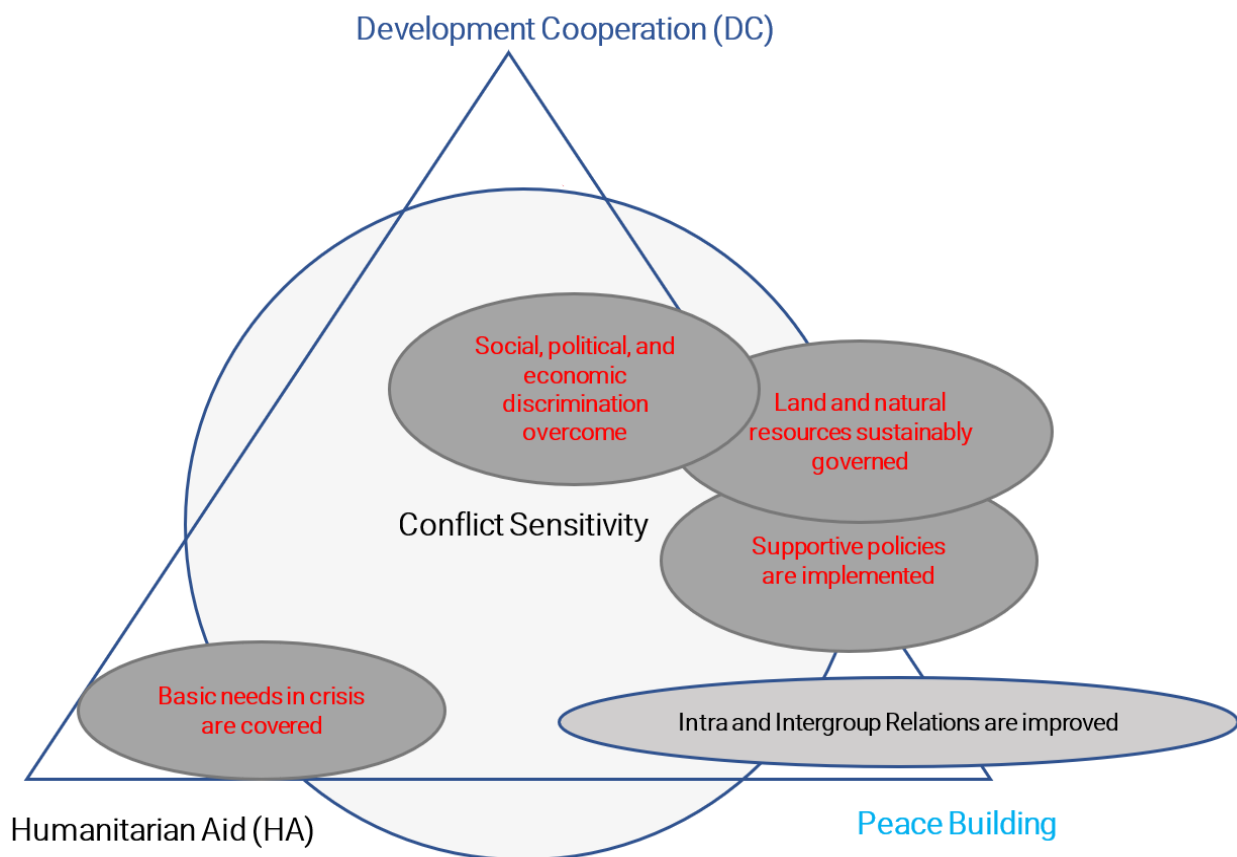 Development Cooperation (DC)
Social, political, and
economic
discrimination
overcome
Land and natural
resources sustainably
governed
Conflict Sensitivity
Supportive policies
are implemented
Basic needs in crisis
are covered
Intra and Intergroup Relations are improved
Humanitarian Aid (HA)
Peace Building